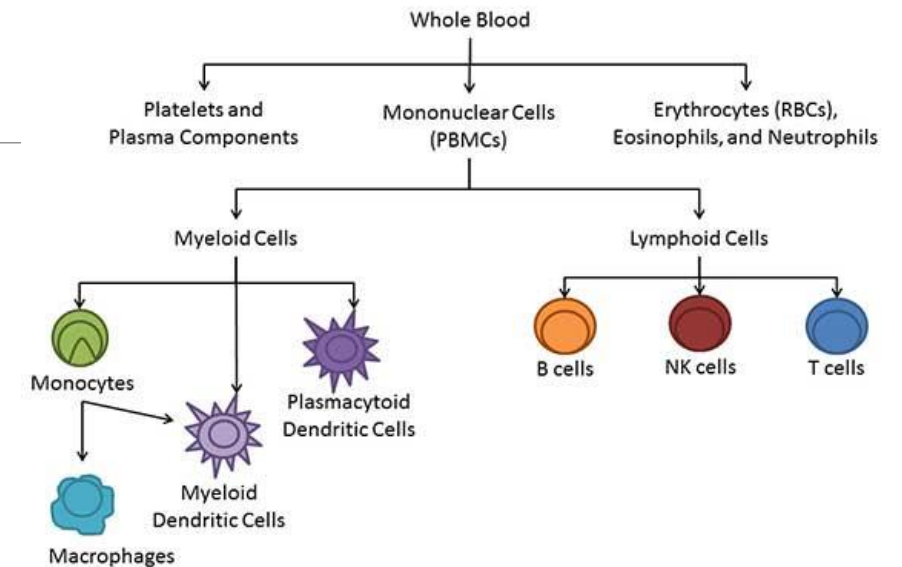 Whole Blood
Platelets and
Plasma Components
Mononuclear Cells
(PBMCs)
Erythrocytes (RBCs),
Eosinophils, and Neutrophils
Myeloid Cells
Lymphoid Cells
Monocytes
Plasmacytoid
Dendritic Cells
B cells
NK cells
T cells
Myeloid
Dendritic Cells
Macrophages